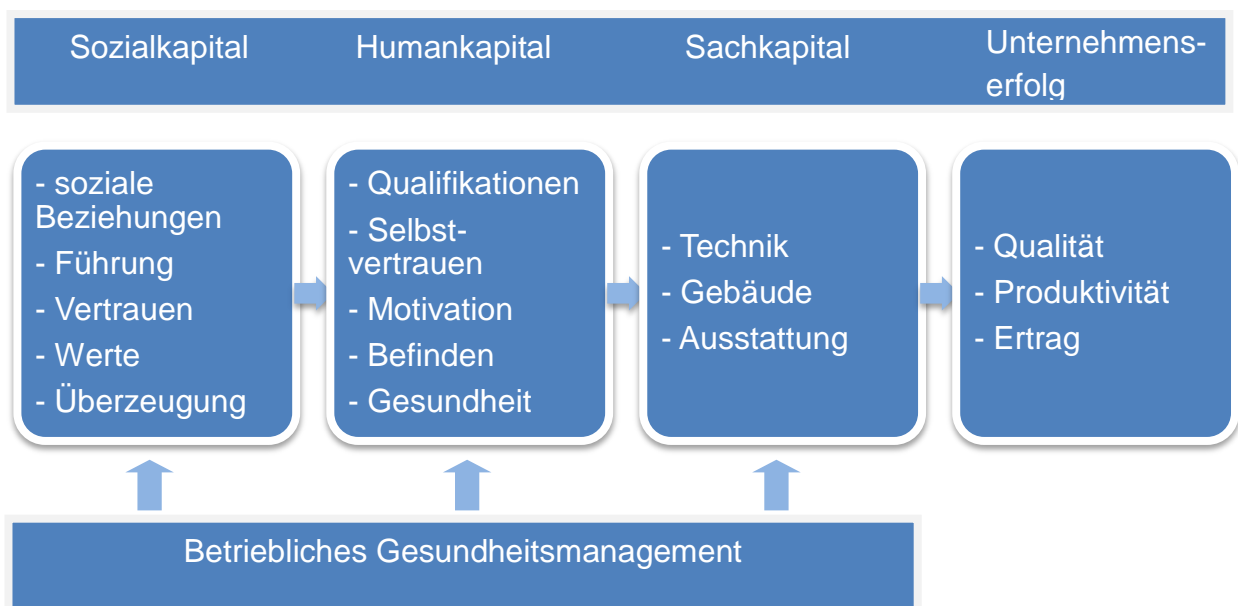 Sozialkapital
Humankapital
Sachkapital
Unternehmens-
erfolg
- soziale
Beziehungen
- Führung
- Vertrauen
- Werte
- Überzeugung
- Qualifikationen
- Selbst-
vertrauen
- Motivation
- Befinden
- Gesundheit
- Technik
- Gebäude
- Ausstattung
- Qualität
- Produktivität
- Ertrag
Betriebliches Gesundheitsmanagement